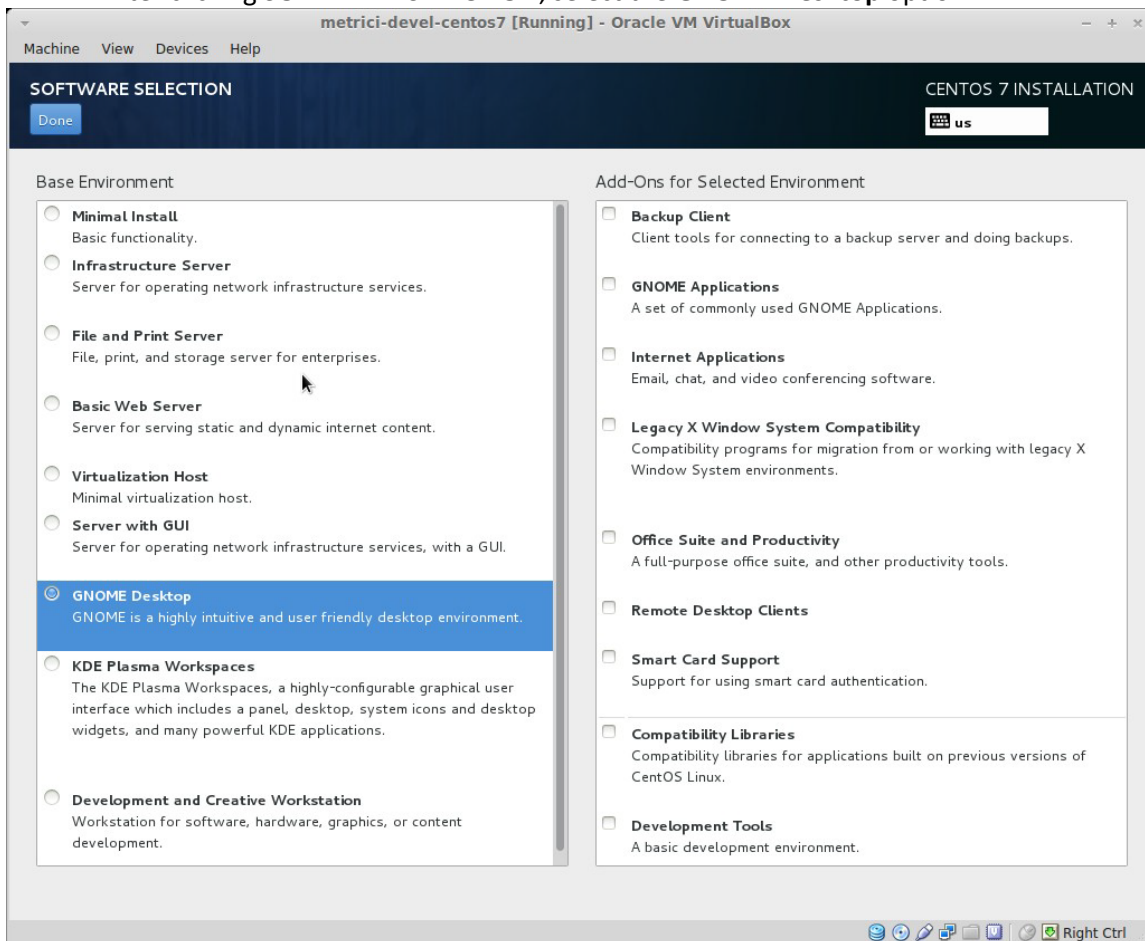 metrici-devel-centos7 [Running] - Oracle VM VirtualBox
Machine View Devices Help
SOFTWARE SELECTION
CENTOS 7 INSTALLATION
Done
us
Base Environment
Minimal Install
Basic functionality.
Infrastructure Server
Server for operating network infrastructure services.
File and Print Server
File, print, and storage server for enterprises.
Basic Web Server
Server for serving static and dynamic internet content.
Virtualization Host
Minimal virtualization host.
Server with GUI
Server for operating network infrastructure services, with a GUI.
GNOME Desktop
GNOME is a highly intuitive and user friendly desktop environment.
KDE Plasma Workspaces
The KDE Plasma Workspaces, a highly-configurable graphical user
interface which includes a panel, desktop, system icons and desktop
widgets, and many powerful KDE applications.
Development and Creative Workstation
Workstation for software, hardware, graphics, or content
development.
Add-Ons for Selected Environment
Backup Client
Client tools for connecting to a backup server and doing backups.
GNOME Applications
A set of commonly used GNOME Applications.
Internet Applications
Email, chat, and video conferencing software.
Legacy X Window System Compatibility
Compatibility programs for migration from or working with legacy X
Window System environments.
Office Suite and Productivity
A full-purpose office suite, and other productivity tools.
Remote Desktop Clients
Smart Card Support
Support for using smart card authentication.
Compatibility Libraries
Compatibility libraries for applications built on previous versions of
CentOS Linux.
Development Tools
A basic development environment.
Right Ctrl